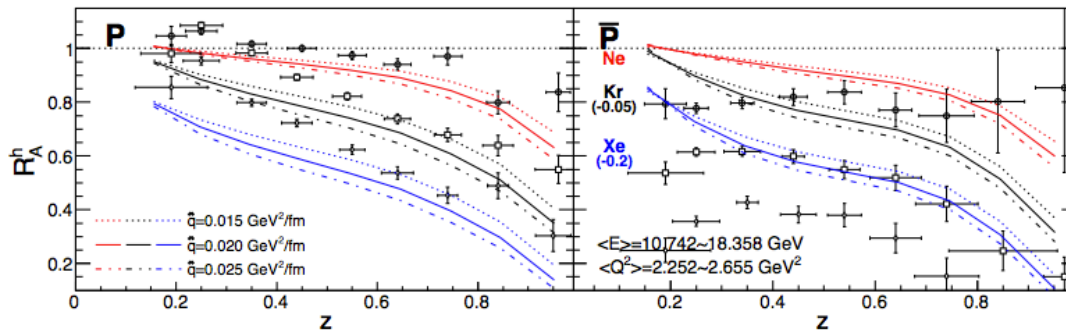 P
P̅
Ne
Kr
(-0.05)
Xe
(-0.2)
R_A^h
1
0.8
0.6
0.4
0.2
q̂=0.015 GeV²/fm
q̂=0.020 GeV²/fm
q̂=0.025 GeV²/fm
<E>=10.742~18.358 GeV
<Q²>=2.252~2.655 GeV²
0 0.2 0.4 0.6 0.8
0.2 0.4 0.6 0.8
z
z